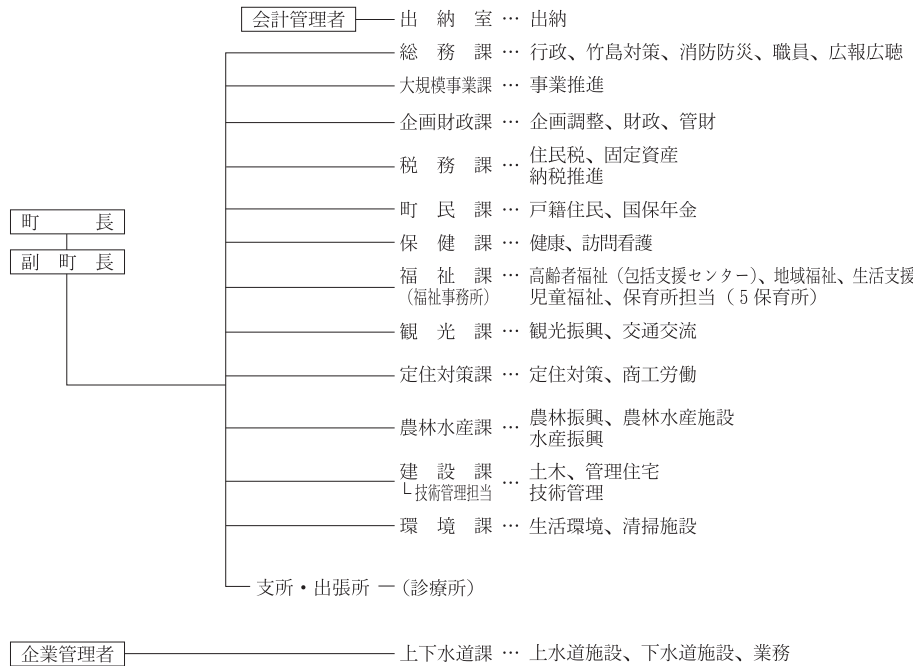 会計管理者 出納室 … 出納
総務課 … 行政、竹島対策、消防防災、職員、広報広聴
大規模事業課 … 事業推進
企画財政課 … 企画調整、財政、管財
税務課 … 住民税、固定資産
納税推進
町長
副町長
町民課 … 戸籍住民、国保年金
保健課 … 健康、訪問看護
福祉課 … 高齢者福祉（包括支援センター）、地域福祉、生活支援
（福祉事務所） 児童福祉、保育所担当（５保育所）
観光課 … 観光振興、交通交流
定住対策課 … 定住対策、商工労働
農林水産課 … 農林振興、農林水産施設
水産振興
建設課 … 土木、管理住宅
└技術管理担当 技術管理
環境課 … 生活環境、清掃施設
支所・出張所 ─（診療所）
企業管理者 上下水道課 … 上水道施設、下水道施設、業務